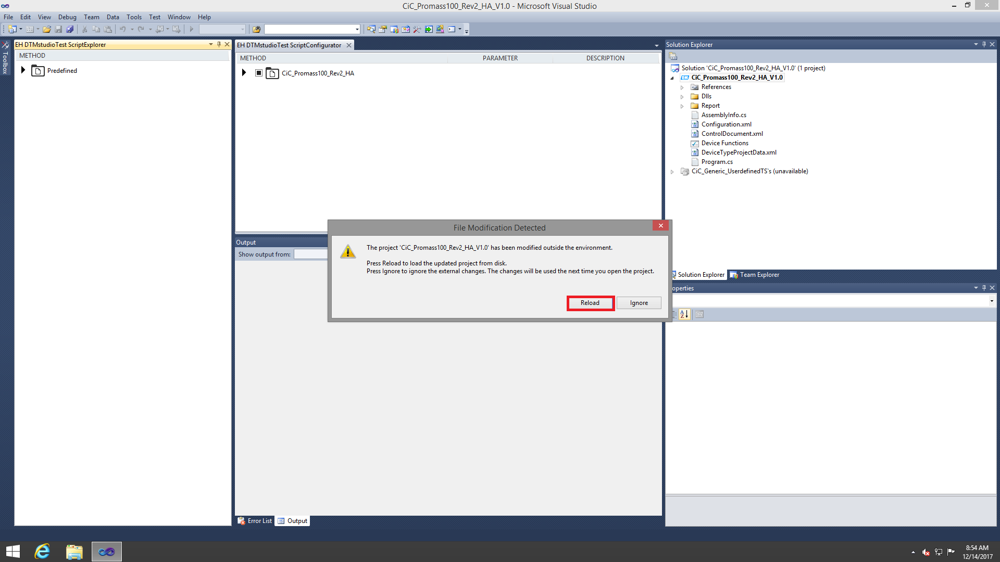 CiC_Promass100_Rev2_HA_V1.0 - Microsoft Visual Studio
File Edit View Debug Team Data Tools Test Window Help
Toolbox
EH DTMstudioTest ScriptExplorer
METHOD
Predefined
EH DTMstudioTest ScriptConfigurator
METHOD PARAMETER DESCRIPTION
CiC_Promass100_Rev2_HA
Solution Explorer
Solution 'CiC_Promass100_Rev2_HA_V1.0' (1 project)
CiC_Promass100_Rev2_HA_V1.0
References
Dlls
Report
AssemblyInfo.cs
Configuration.xml
ControlDocument.xml
Device Functions
DeviceTypeProjectData.xml
Program.cs
CiC_Generic_UserdefinedTS`s (unavailable)
File Modification Detected
The project 'CiC_Promass100_Rev2_HA_V1.0' has been modified outside the environment.
Press Reload to load the updated project from disk.
Press Ignore to ignore the external changes. The changes will be used the next time you open the project.
Reload Ignore
Output
Show output from:
Solution Explorer Team Explorer
operties
Error List Output
8:54 AM
12/14/2017